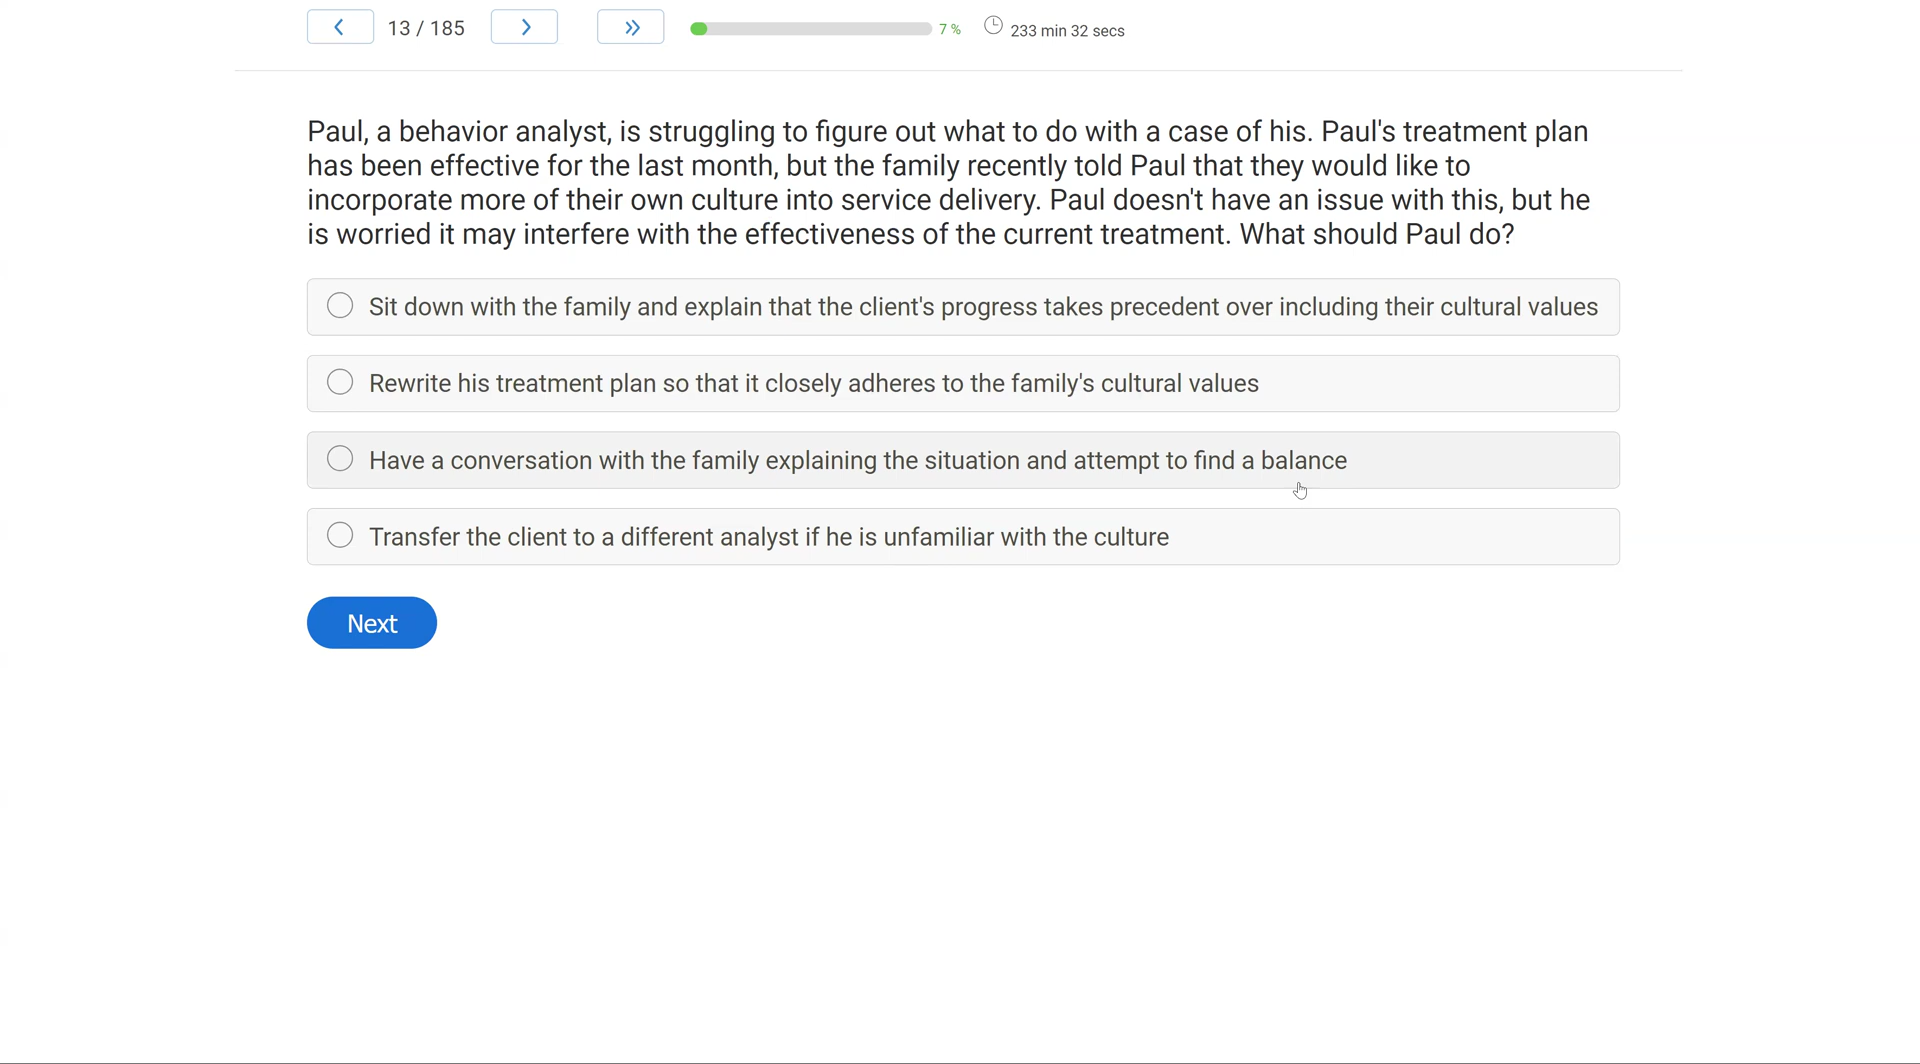 13 / 185
7 %
233 min 32 secs
Paul, a behavior analyst, is struggling to figure out what to do with a case of his. Paul's treatment plan
has been effective for the last month, but the family recently told Paul that they would like to
incorporate more of their own culture into service delivery. Paul doesn't have an issue with this, but he
is worried it may interfere with the effectiveness of the current treatment. What should Paul do?
Sit down with the family and explain that the client's progress takes precedent over including their cultural values
Rewrite his treatment plan so that it closely adheres to the family's cultural values
Have a conversation with the family explaining the situation and attempt to find a balance
Transfer the client to a different analyst if he is unfamiliar with the culture
Next